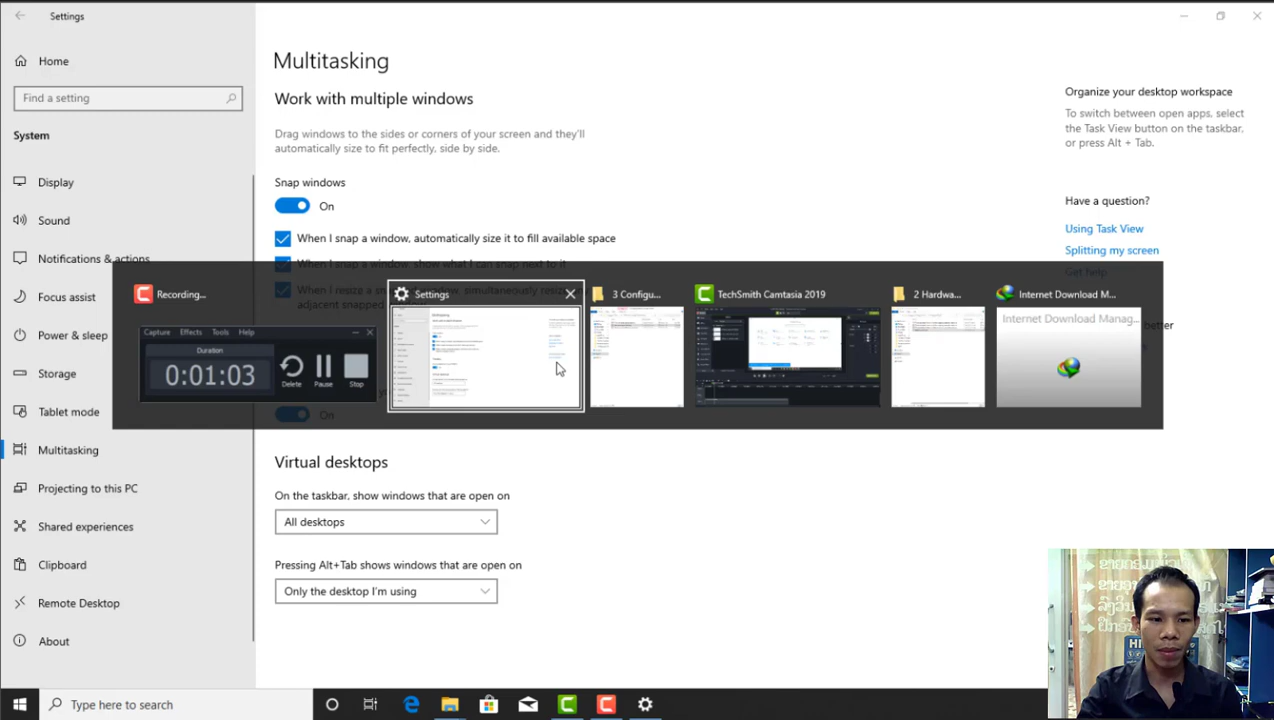 Settings
Home
Find a setting
System
Display
Sound
Notifications & actions
Focus assist
Power & sleep
Storage
Tablet mode
Multitasking
Projecting to this PC
Shared experiences
Clipboard
Remote Desktop
About
Multitasking
Work with multiple windows
Drag windows to the sides or corners of your screen and they'll
automatically size to fit perfectly, side by side.
Snap windows
On
When I snap a window, automatically size it to fill available space
When I snap a window, show what I can snap next to it
When I resize a snapped window, simultaneously resize
adjacent snapped
On
Virtual desktops
On the taskbar, show windows that are open on
All desktops
Pressing Alt+Tab shows windows that are open on
Only the desktop I'm using
Organize your desktop workspace
To switch between open apps, select
the Task View button on the taskbar,
or press Alt + Tab.
Have a question?
Using Task View
Splitting my screen
Get help
better
Recording...
Capture Effects Tools Help
Duration
0:01:03
Delete
Pause
Stop
Settings
3 Configu...
TechSmith Camtasia 2019
2 Hardwa...
Internet Download M...
Internet Download Manag...
Type here to search